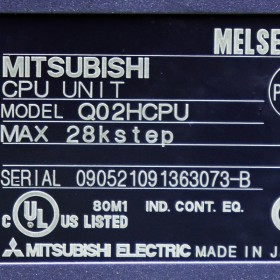 MELSE
MITSUBISHI
CPU UNIT
MODEL Q02HCPU
MAX 28kstep
SERIAL 090521091363073-B
80M1 IND. CONT. EQ.
C UL US LISTED
MITSUBISHI ELECTRIC MADE IN J